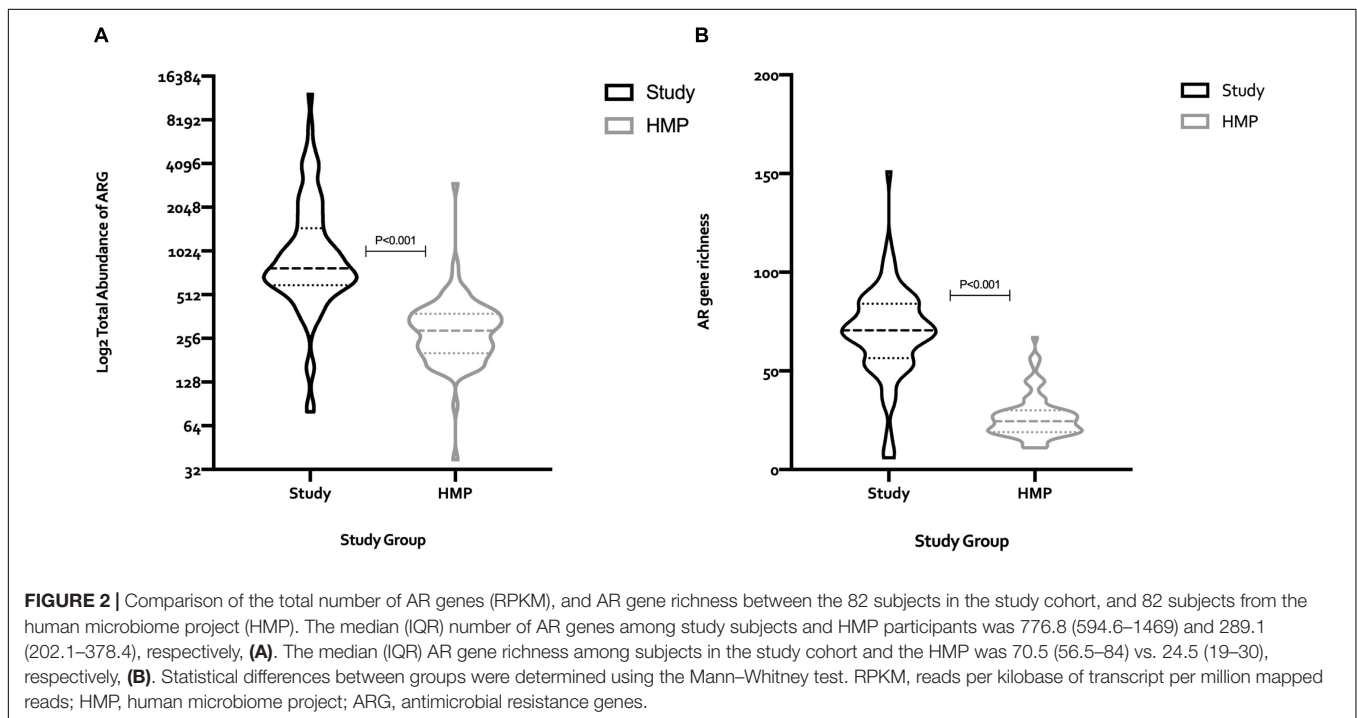 A
16384
8192
4096
2048
1024
512
256
128
64
32
Log2 Total Abundance of ARG
P<0.001
Study
HMP
Study
HMP
Study Group
B
200
150
100
50
0
AR gene richness
P<0.001
Study
HMP
Study
HMP
Study Group
FIGURE 2 | Comparison of the total number of AR genes (RPKM), and AR gene richness between the 82 subjects in the study cohort, and 82 subjects from the
human microbiome project (HMP). The median (IQR) number of AR genes among study subjects and HMP participants was 776.8 (594.6–1469) and 289.1
(202.1–378.4), respectively, (A). The median (IQR) AR gene richness among subjects in the study cohort and the HMP was 70.5 (56.5–84) vs. 24.5 (19–30),
respectively, (B). Statistical differences between groups were determined using the Mann–Whitney test. RPKM, reads per kilobase of transcript per million mapped
reads; HMP, human microbiome project; ARG, antimicrobial resistance genes.